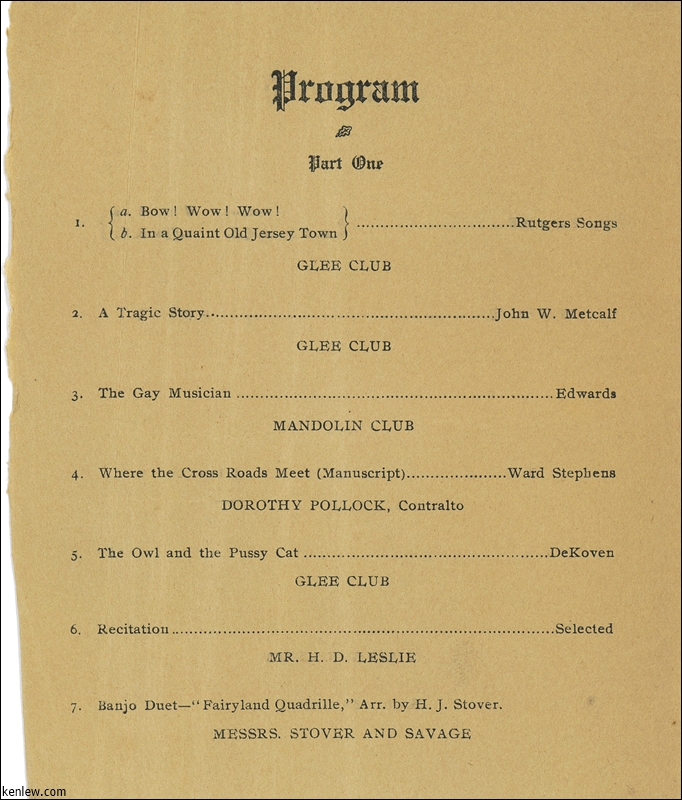 Program
Part One
1. { a. Bow! Wow! Wow! } ..............................Rutgers Songs
b. In a Quaint Old Jersey Town
GLEE CLUB
2. A Tragic Story.......................................................John W. Metcalf
GLEE CLUB
3. The Gay Musician ............................................................Edwards
MANDOLIN CLUB
4. Where the Cross Roads Meet (Manuscript)...................Ward Stephens
DOROTHY POLLOCK, Contralto
5. The Owl and the Pussy Cat ...............................................DeKoven
GLEE CLUB
6. Recitation.........................................................................Selected
MR. H. D. LESLIE
7. Banjo Duet—“Fairyland Quadrille,” Arr. by H. J. Stover.
MESSRS. STOVER AND SAVAGE
kenlew.com